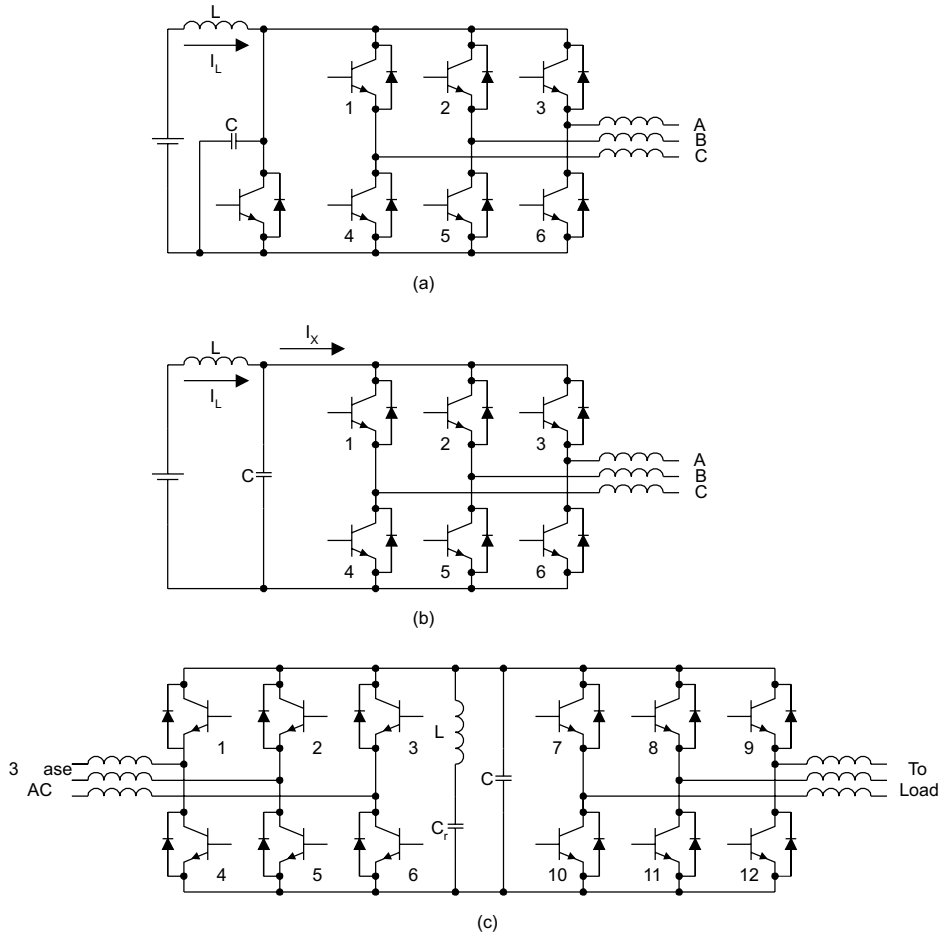 L
I_L
1 2 3
C
A
B
C
4 5 6
(a)
I_X
L
I_L
1 2 3
A
B
C
C
4 5 6
(b)
1 2 3 L 7 8 9
3 ase To
C
AC Load
C_r
4 5 6 10 11 12
(c)